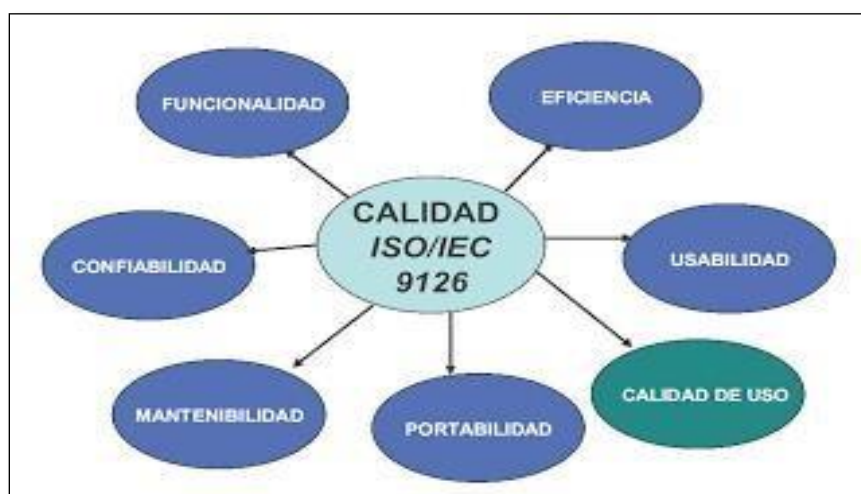 FUNCIONALIDAD
EFICIENCIA
CALIDAD
ISO/IEC
9126
CONFIABILIDAD
USABILIDAD
MANTENIBILIDAD
PORTABILIDAD
CALIDAD DE USO